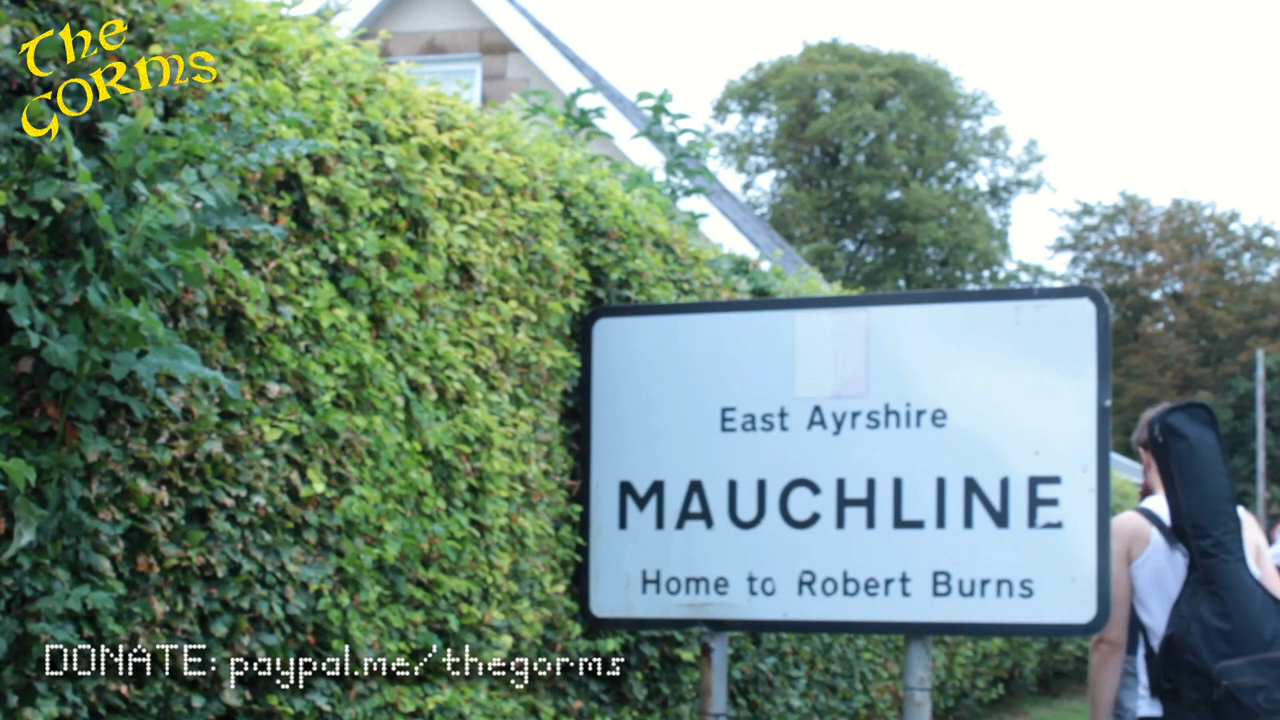 The
GORMS
East Ayrshire
MAUCHLINE
Home to Robert Burns
DONATE: paypal.me/thegorms